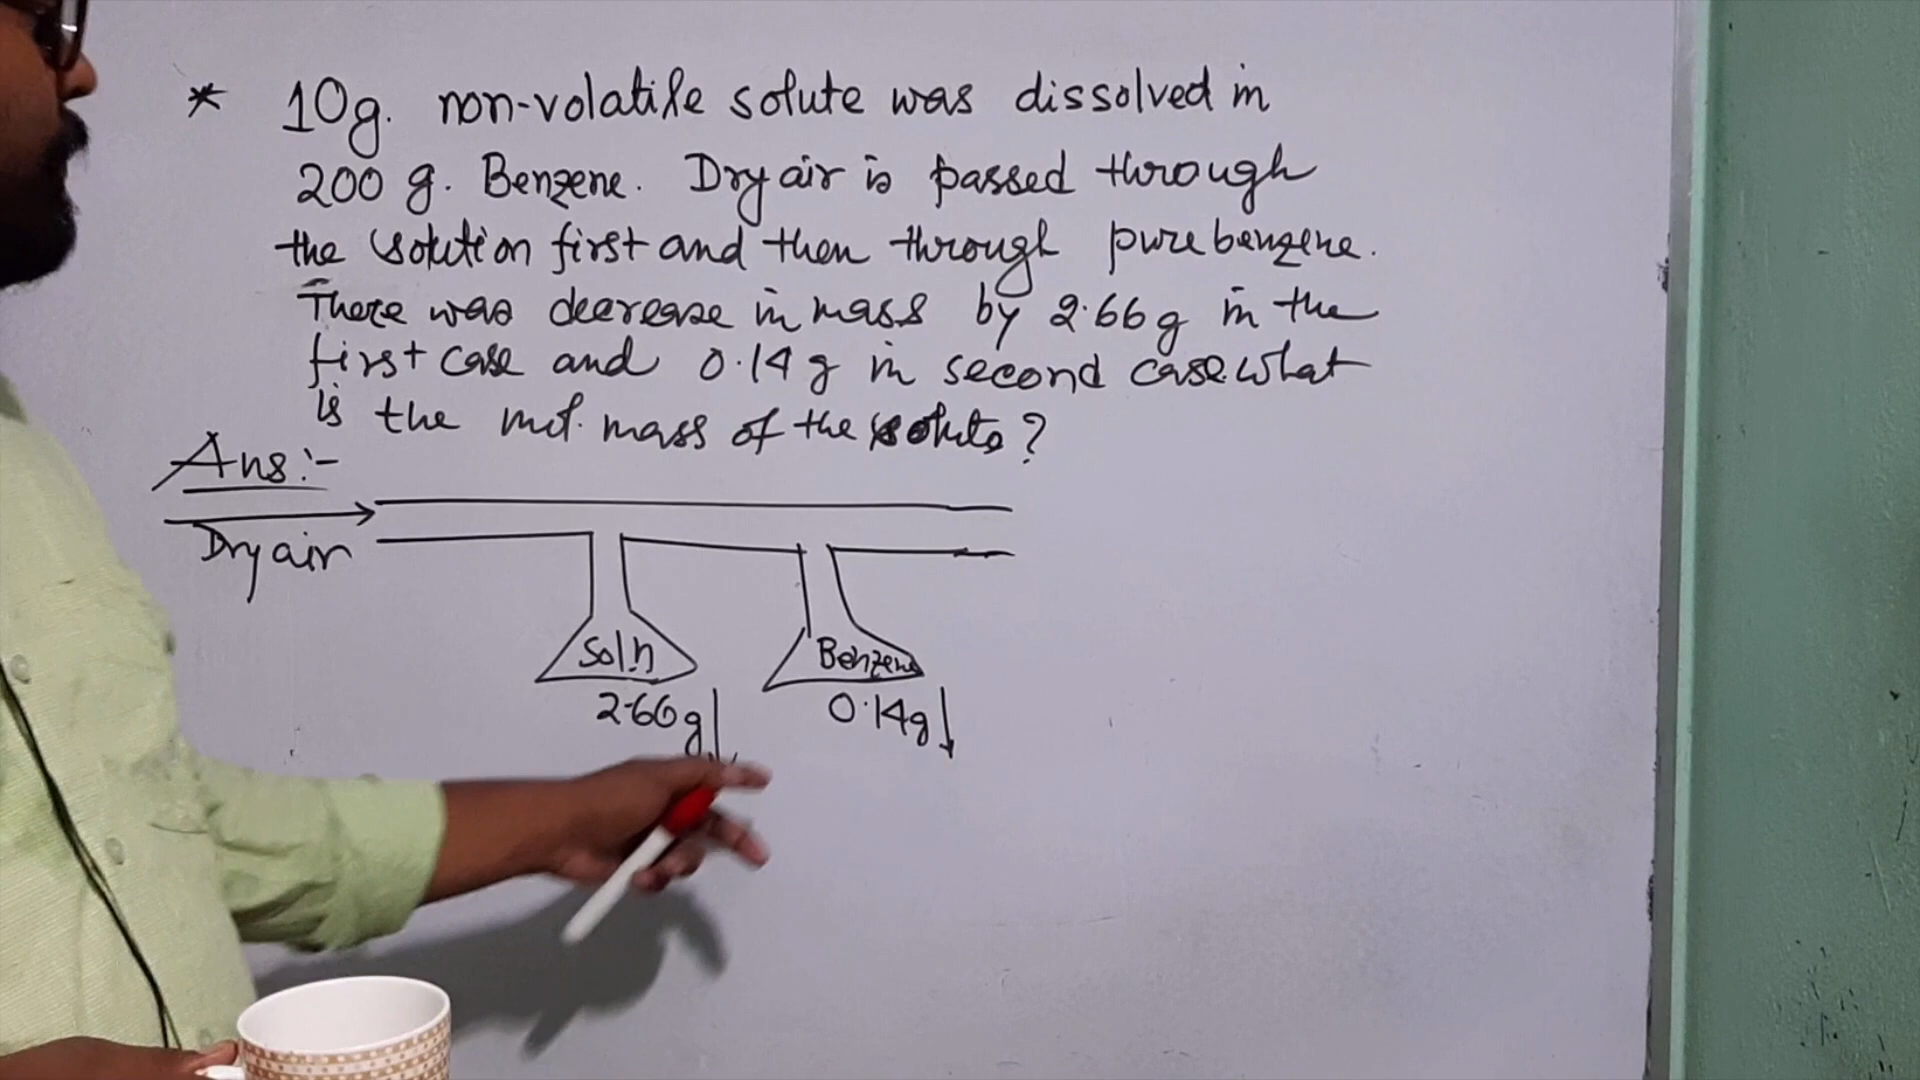 * 10g. non-volatile solute was dissolved in
200 g. Benzene. Dry air is passed through
the solution first and then through pure benzene.
There was decrease in mass by 2.66 g in the
first case and 0.14 g in second case. what
is the mol. mass of the solute?
Ans:-
Dry air
Sol.n
Benzene
2.66g ↓
0.14g ↓